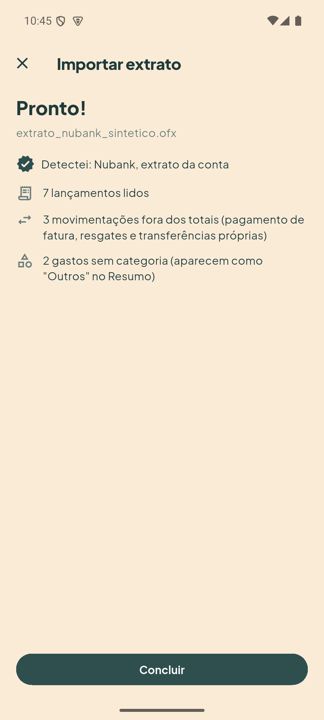 10:45
Importar extrato
Pronto!
extrato_nubank_sintetico.ofx
Detectei: Nubank, extrato da conta
7 lançamentos lidos
3 movimentações fora dos totais (pagamento de
fatura, resgates e transferências próprias)
2 gastos sem categoria (aparecem como
"Outros" no Resumo)
Concluir